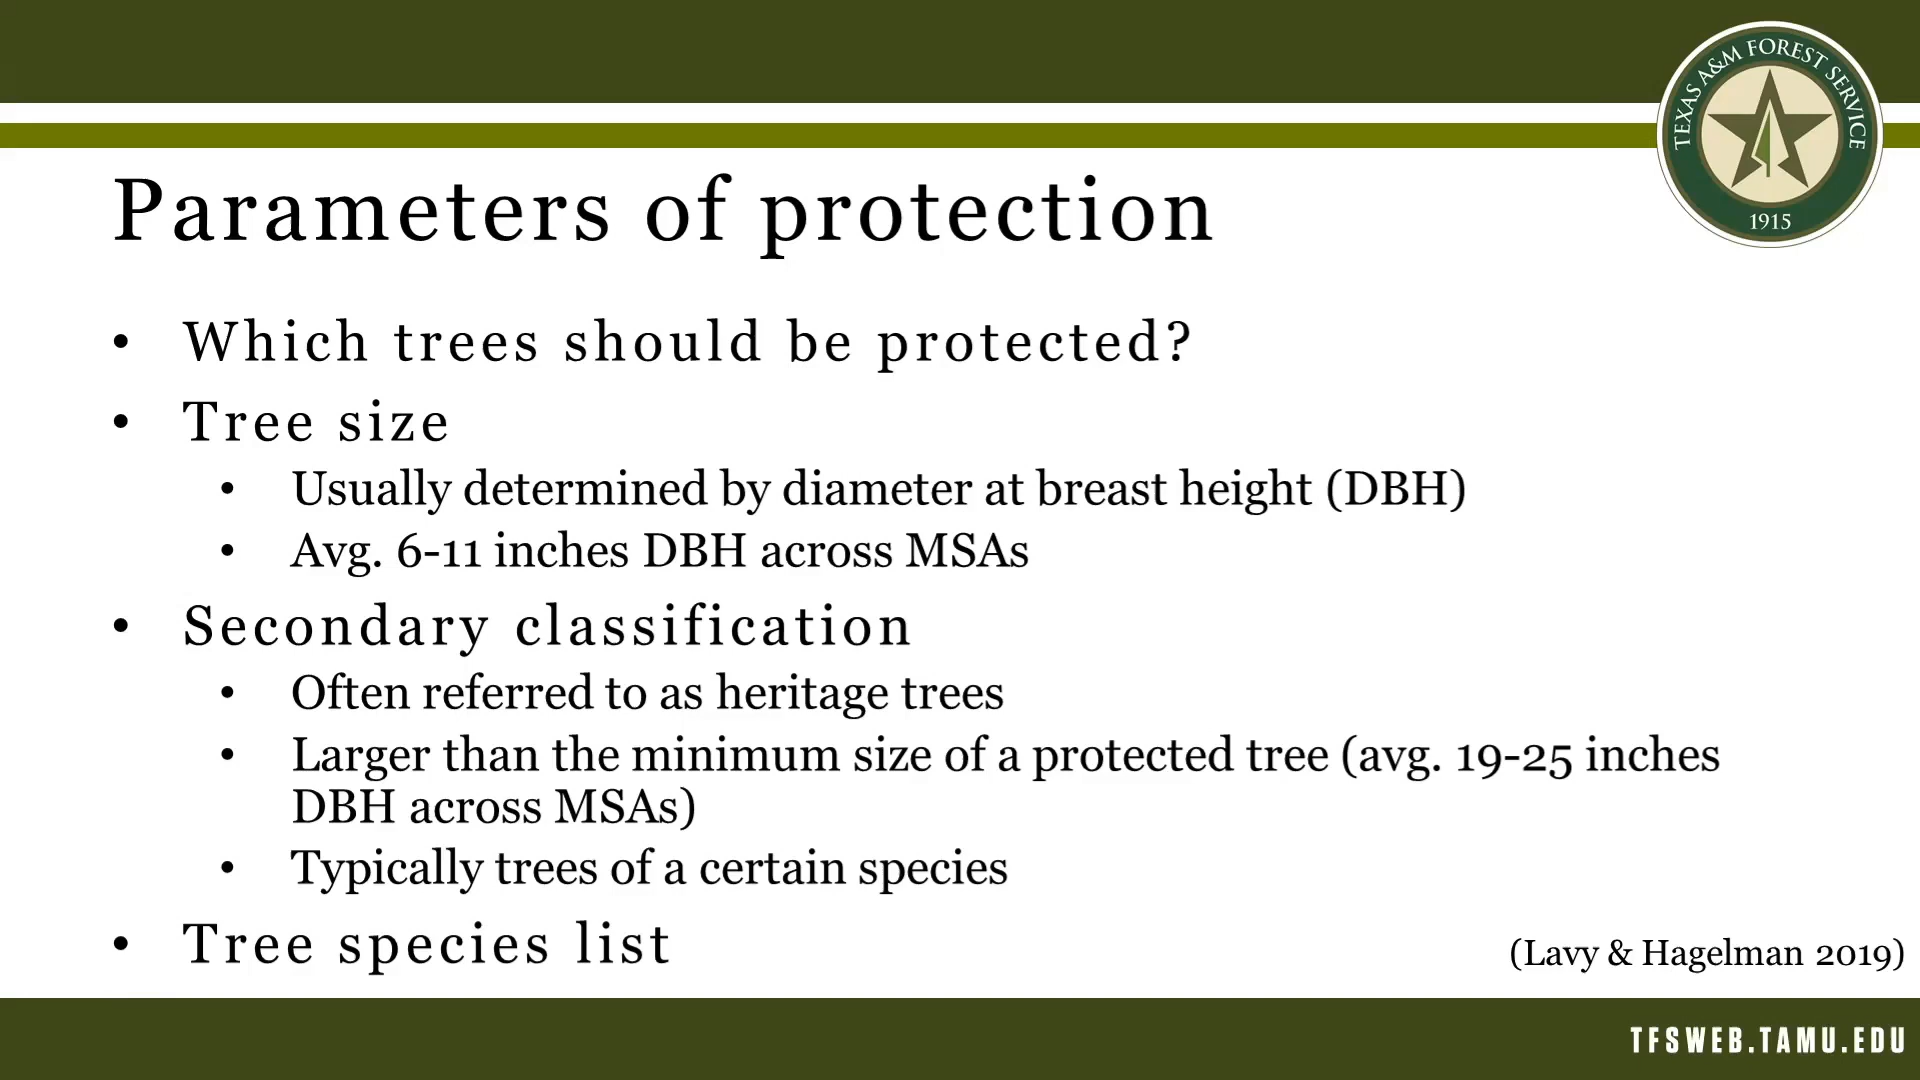 TEXAS A&M FOREST SERVICE
1915
Parameters of protection
• Which trees should be protected?
• Tree size
• Usually determined by diameter at breast height (DBH)
• Avg. 6-11 inches DBH across MSAs
• Secondary classification
• Often referred to as heritage trees
• Larger than the minimum size of a protected tree (avg. 19-25 inches
DBH across MSAs)
• Typically trees of a certain species
• Tree species list
(Lavy & Hagelman 2019)
TFSWEB.TAMU.EDU